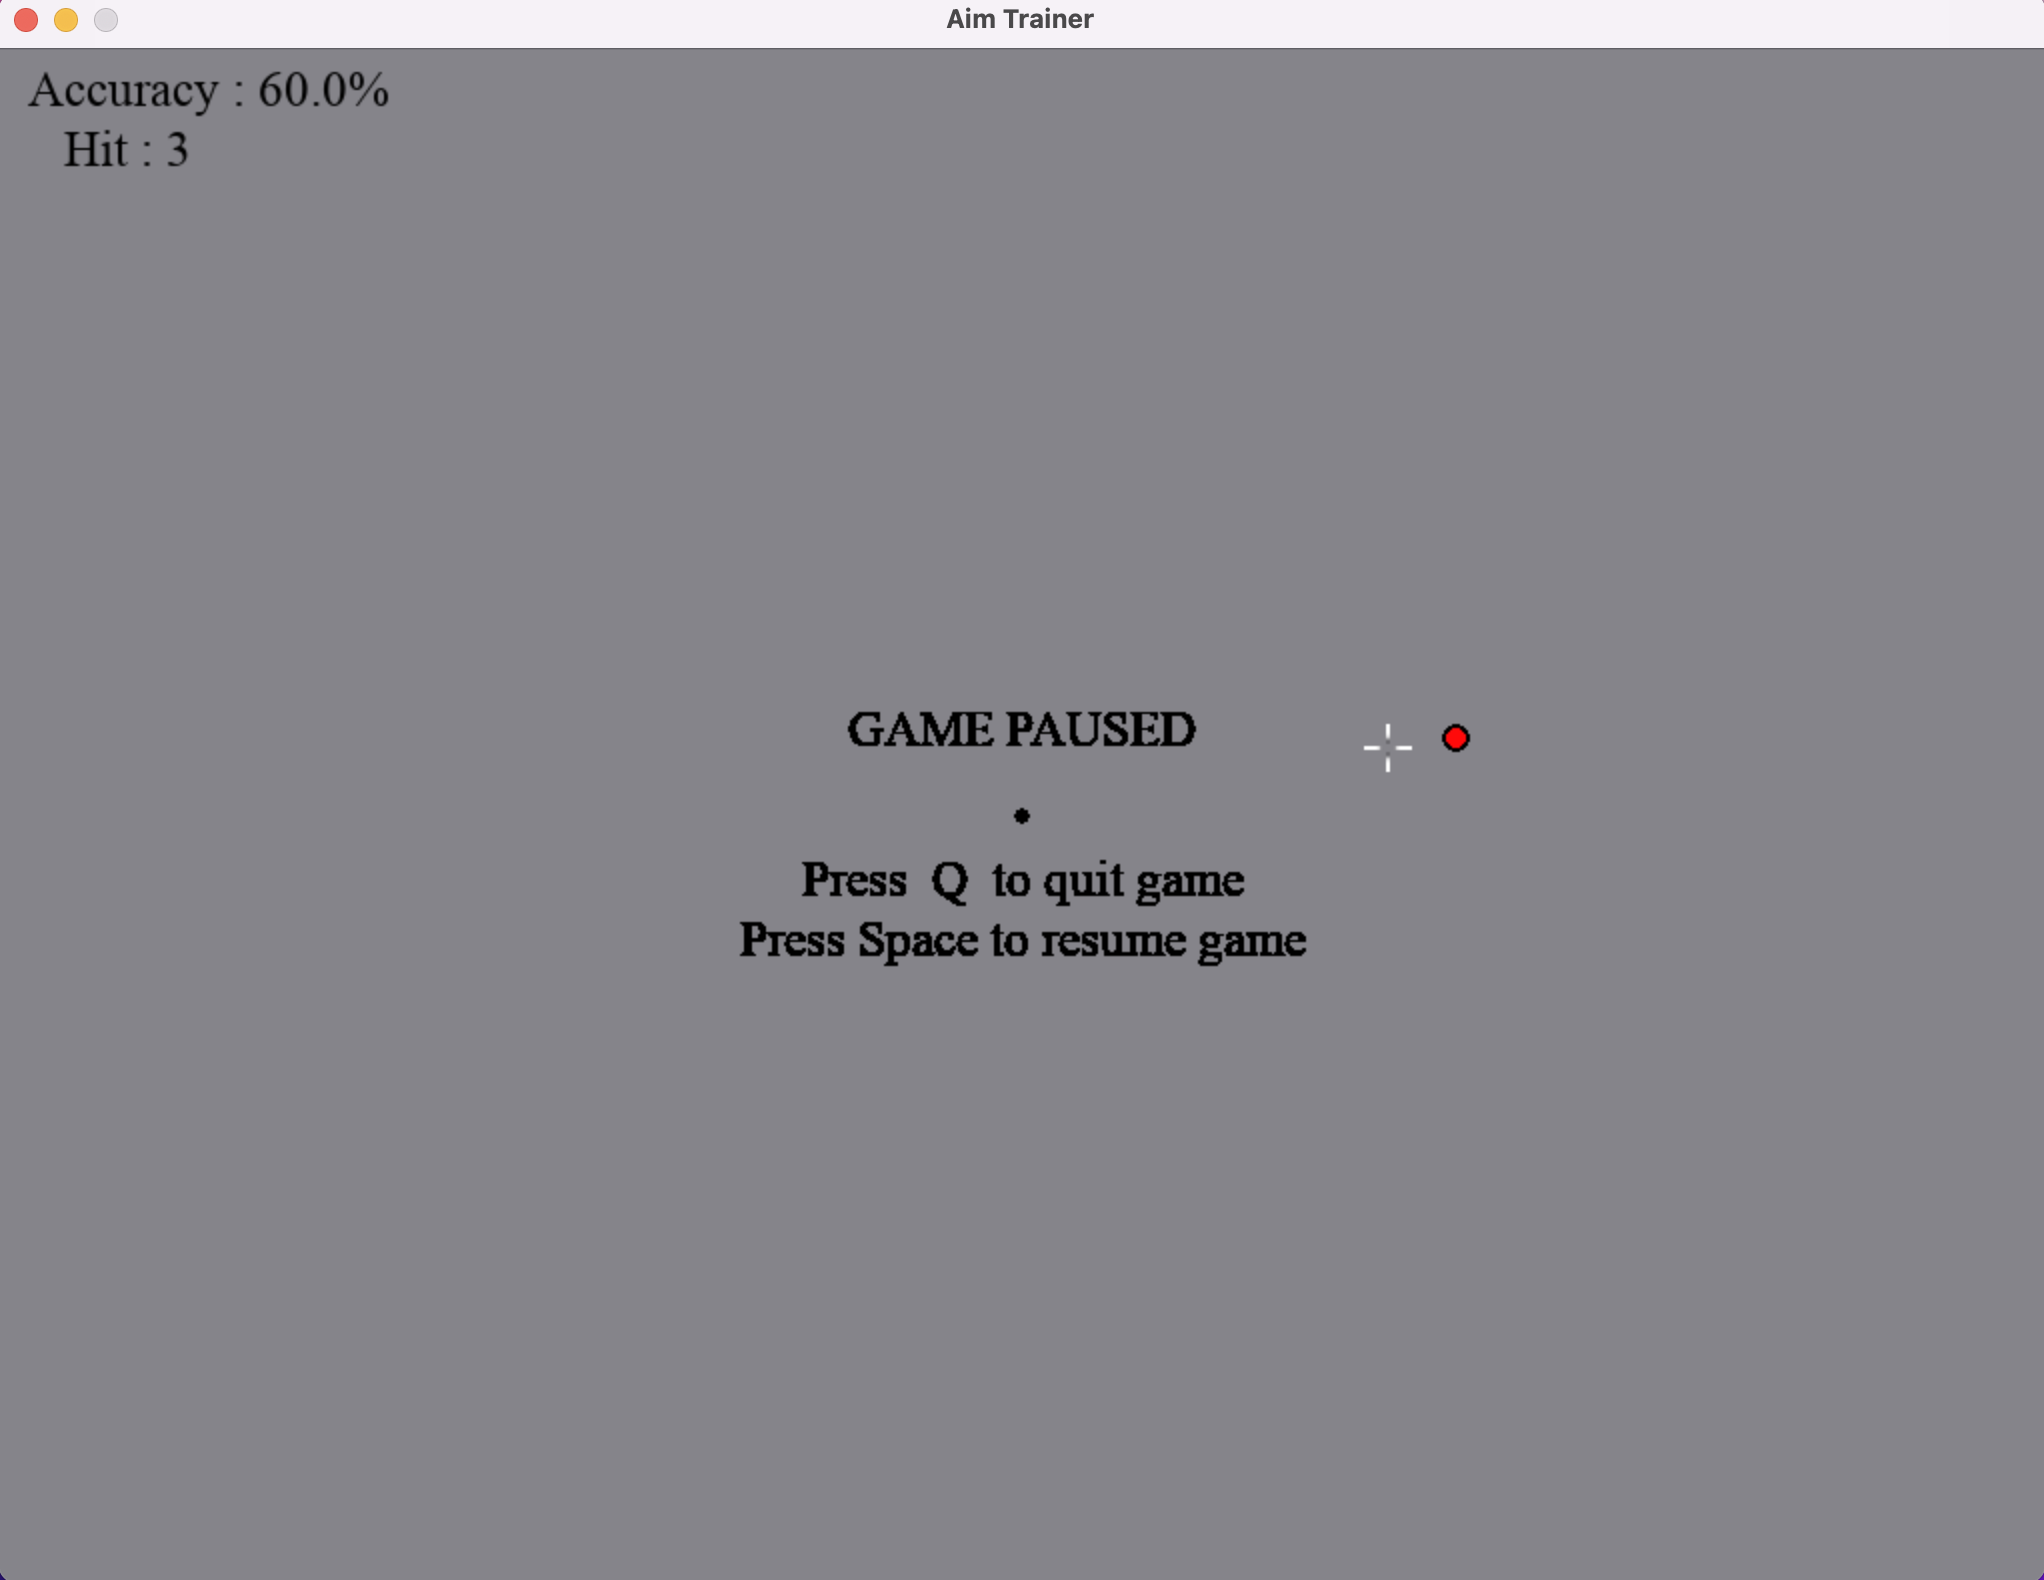 Aim Trainer
Accuracy : 60.0%
Hit : 3
GAME PAUSED
Press Q to quit game
Press Space to resume game